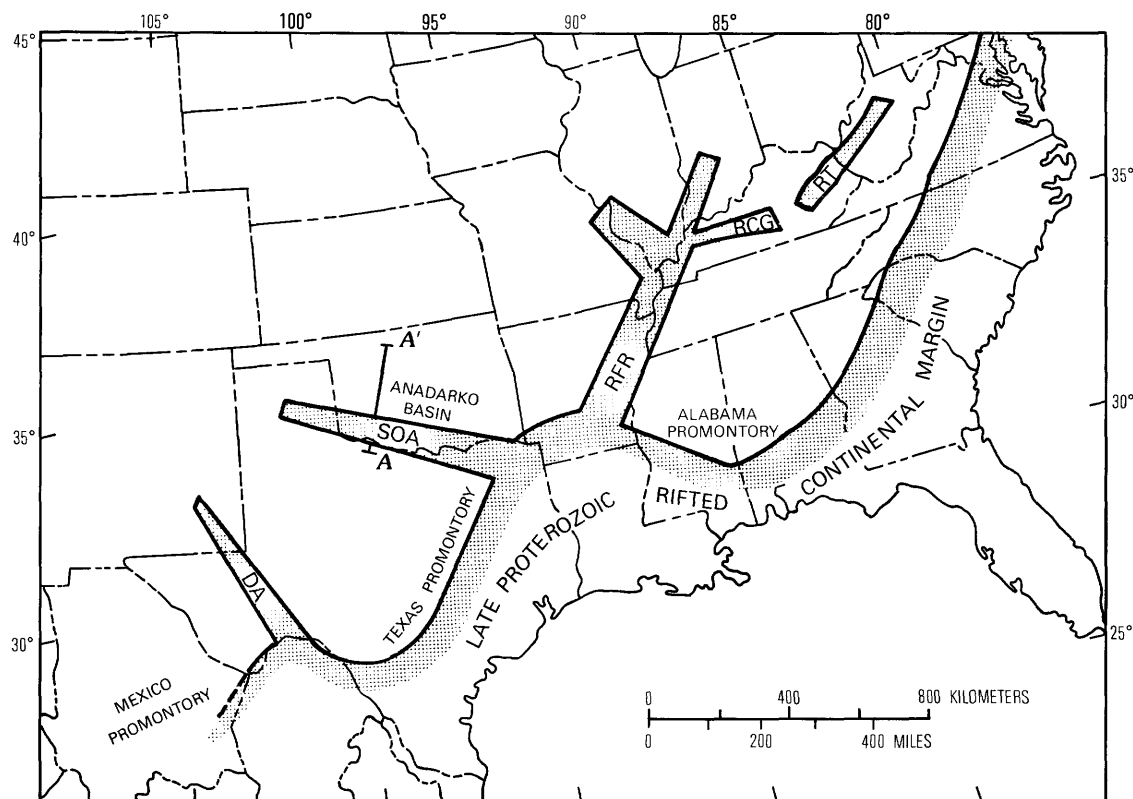 105° 100° 95° 90° 85° 80°
45°
35°
40°
30°
35°
30°
25°
RT
RCG
A'
ANADARKO
BASIN
RFR
SOA
A
ALABAMA
PROMONTORY
DA
TEXAS PROMONTORY
LATE PROTEROZOIC
RIFTED
CONTINENTAL MARGIN
MEXICO
PROMONTORY
0 400 800 KILOMETERS
0 200 400 MILES